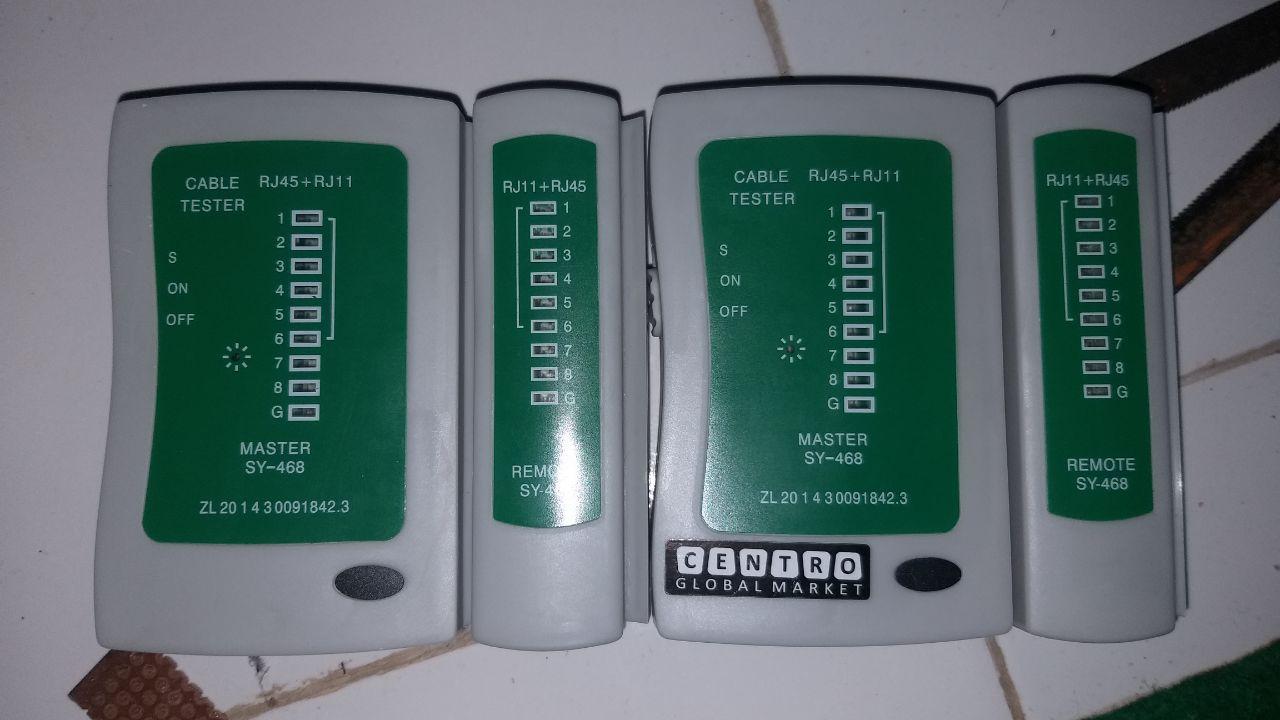 CABLE RJ45+RJ11
TESTER
1
2
S
3
ON
4
5
OFF
6
7
8
G
MASTER
SY-468
ZL 20 1 4 3 0091842.3
RJ11+RJ45
1
2
3
4
5
6
7
8
G
CABLE RJ45+RJ11
TESTER
1
2
S
3
ON
4
5
OFF
6
7
8
G
MASTER
SY-468
ZL 20 1 4 3 0091842.3
CENTRO
GLOBAL MARKET
RJ11+RJ45
1
2
3
4
5
6
7
8
G
REMOTE
SY-468